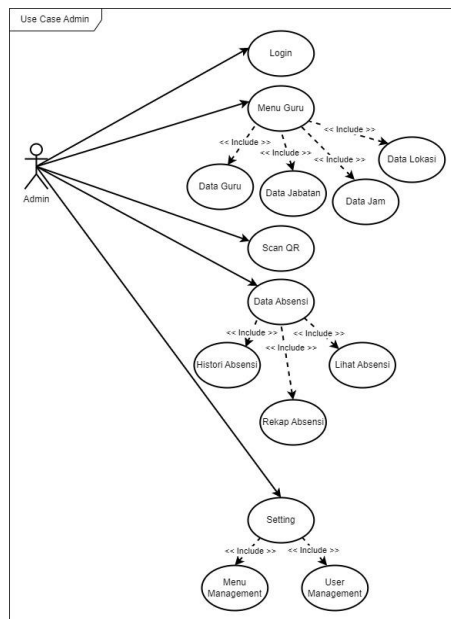 Use Case Admin
Login
Menu Guru
<< Include >>
<< Include >>
<< Include >>
<< Include >>
Data Lokasi
Data Guru
Data Jabatan
Data Jam
Admin
Scan QR
Data Absensi
<< Include >>
<< Include >>
<< Include >>
Histori Absensi
Lihat Absensi
Rekap Absensi
Setting
<< Include >>
<< Include >>
Menu
Management
User
Management